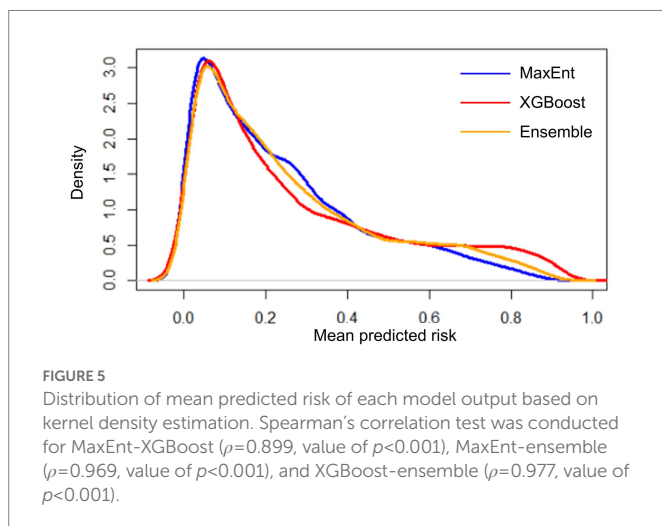 MaxEnt
XGBoost
Ensemble
Density
3.0
2.5
2.0
1.5
1.0
0.5
0.0
0.0 0.2 0.4 0.6 0.8 1.0
Mean predicted risk
FIGURE 5
Distribution of mean predicted risk of each model output based on
kernel density estimation. Spearman's correlation test was conducted
for MaxEnt-XGBoost (ρ=0.899, value of p<0.001), MaxEnt-ensemble
(ρ=0.969, value of p<0.001), and XGBoost-ensemble (ρ=0.977, value of
p<0.001).